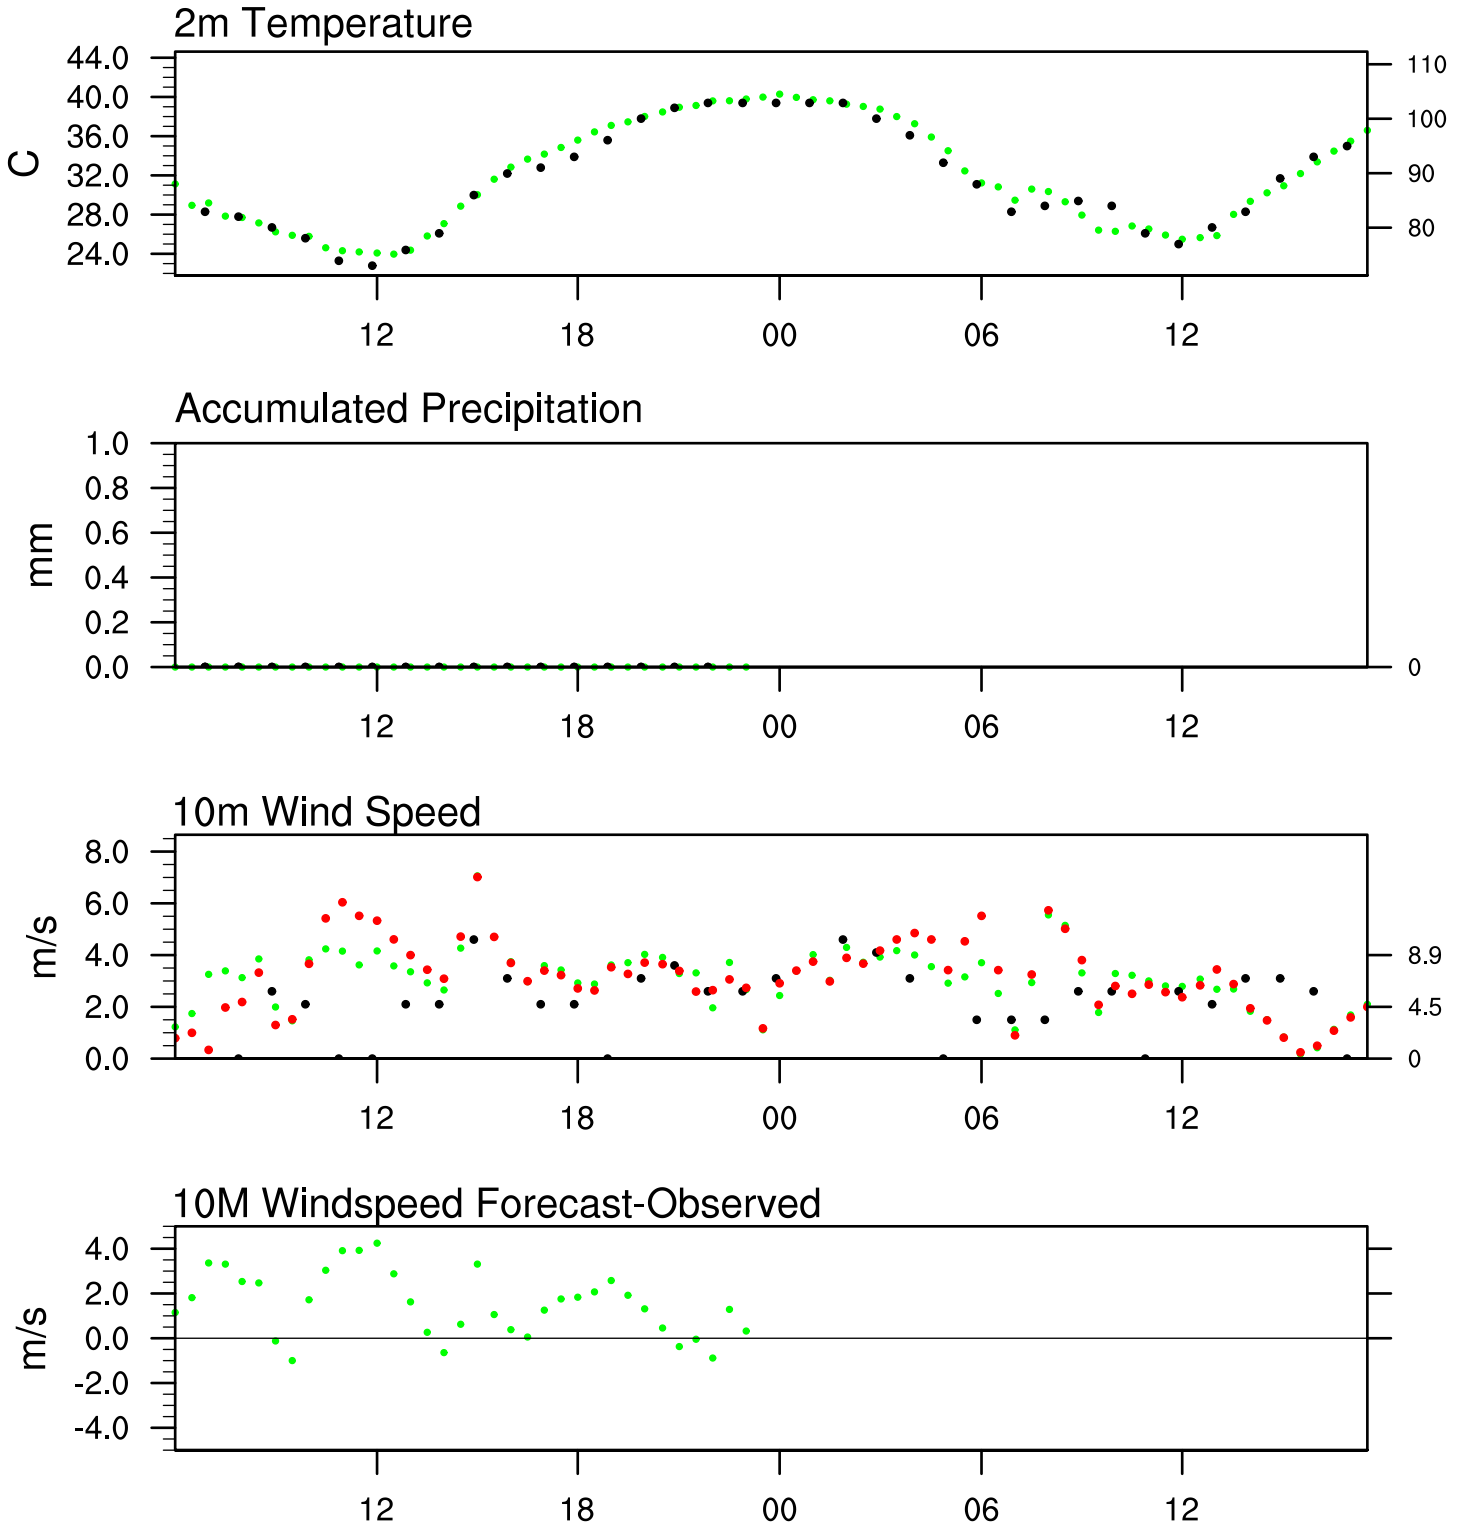 2m Temperature
44.0
40.0
36.0
32.0
28.0
24.0
C
110
100
90
80
12 18 00 06 12
Accumulated Precipitation
1.0
0.8
0.6
0.4
0.2
0.0
mm
0
12 18 00 06 12
10m Wind Speed
8.0
6.0
4.0
2.0
0.0
m/s
8.9
4.5
0
12 18 00 06 12
10M Windspeed Forecast-Observed
4.0
2.0
0.0
-2.0
-4.0
m/s
12 18 00 06 12